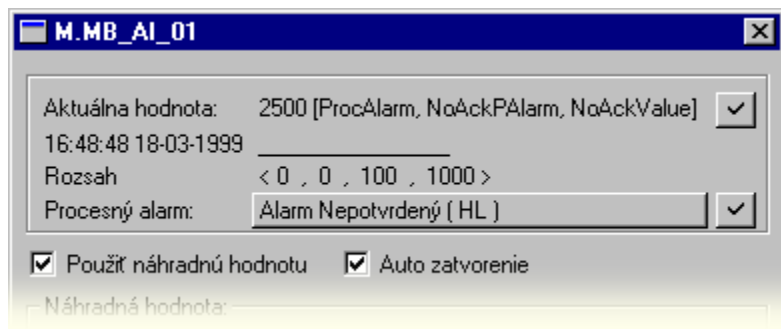 M.MB_AI_01
Aktuálna hodnota: 2500 [ProcAlarm, NoAckPAlarm, NoAckValue]
16:48:48 18-03-1999
Rozsah < 0 , 0 , 100 , 1000 >
Procesný alarm: Alarm Nepotvrdený ( HL )
Použiť náhradnú hodnotu Auto zatvorenie
Náhradná hodnota: